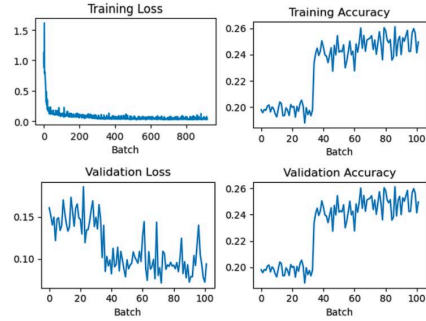 Training Loss
1.5
1.0
0.5
0.0
0 200 400 600 800
Batch
Training Accuracy
0.26
0.24
0.22
0.20
0 20 40 60 80 100
Batch
Validation Loss
0.15
0.10
0 20 40 60 80 100
Batch
Validation Accuracy
0.26
0.24
0.22
0.20
0 20 40 60 80 100
Batch